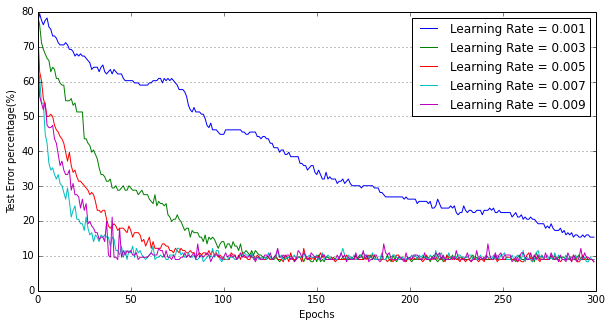 80
70
60
50
40
30
20
10
0
Test Error percentage(%)
Learning Rate = 0.001
Learning Rate = 0.003
Learning Rate = 0.005
Learning Rate = 0.007
Learning Rate = 0.009
0 50 100 150 200 250 300
Epochs